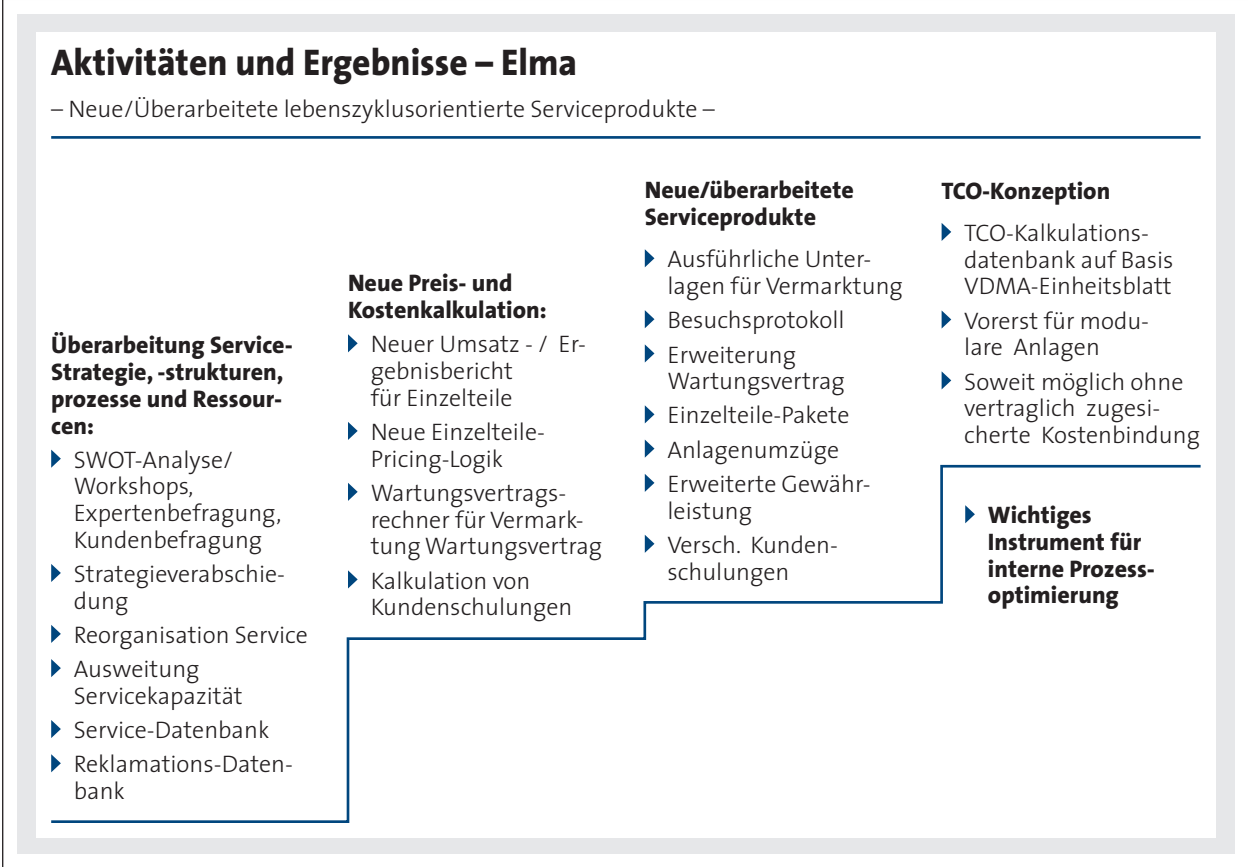 Aktivitäten und Ergebnisse – Elma
– Neue/Überarbeitete lebenszyklusorientierte Serviceprodukte –
Überarbeitung Service-
Strategie, -strukturen,
prozesse und Ressour-
cen:
SWOT-Analyse/
Workshops,
Expertenbefragung,
Kundenbefragung
Strategieverabschie-
dung
Reorganisation Service
Ausweitung
Servicekapazität
Service-Datenbank
Reklamations-Daten-
bank
Neue Preis- und
Kostenkalkulation:
Neuer Umsatz - / Er-
gebnisbericht
für Einzelteile
Neue Einzelteile-
Pricing-Logik
Wartungsvertrags-
rechner für Vermark-
tung Wartungsvertrag
Kalkulation von
Kundenschulungen
Neue/überarbeitete
Serviceprodukte
Ausführliche Unter-
lagen für Vermarktung
Besuchsprotokoll
Erweiterung
Wartungsvertrag
Einzelteile-Pakete
Anlagenumzüge
Erweiterte Gewähr-
leistung
Versch. Kunden-
schulungen
TCO-Konzeption
TCO-Kalkulations-
datenbank auf Basis
VDMA-Einheitsblatt
Vorerst für modu-
lare Anlagen
Soweit möglich ohne
vertraglich zugesi-
cherte Kostenbindung
Wichtiges
Instrument für
interne Prozess-
optimierung